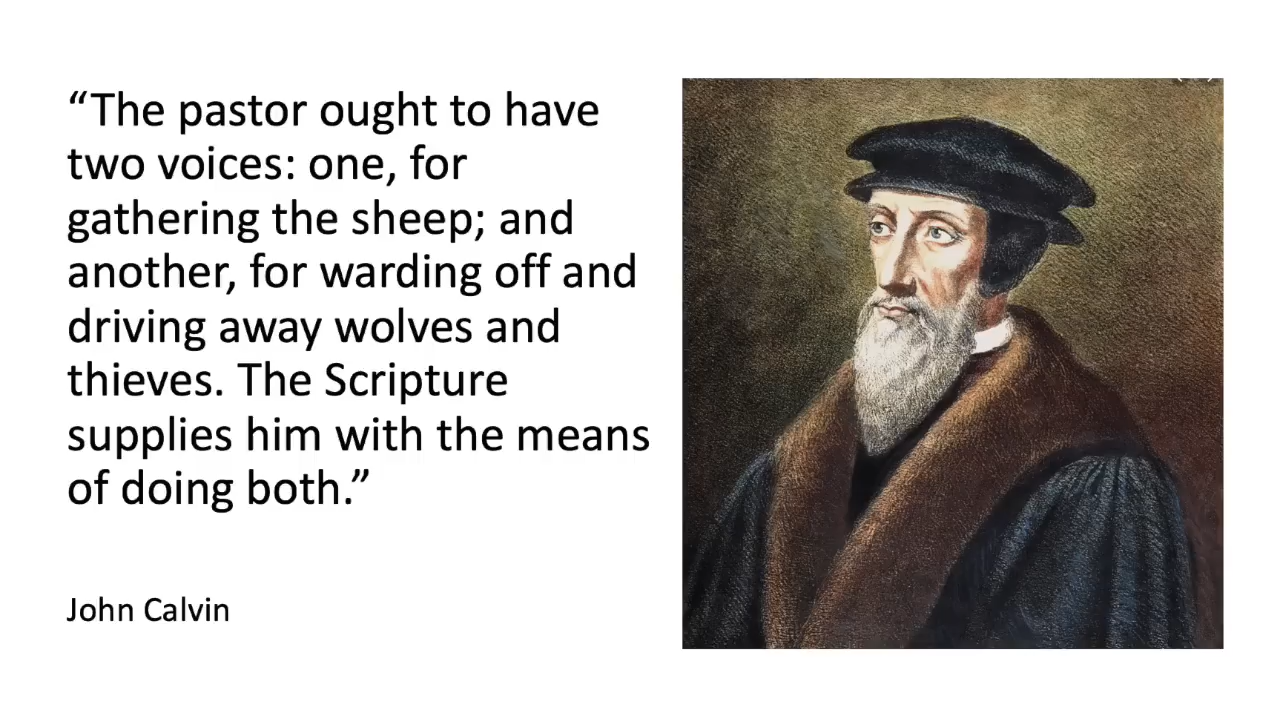 “The pastor ought to have
two voices: one, for
gathering the sheep; and
another, for warding off and
driving away wolves and
thieves. The Scripture
supplies him with the means
of doing both.”
John Calvin